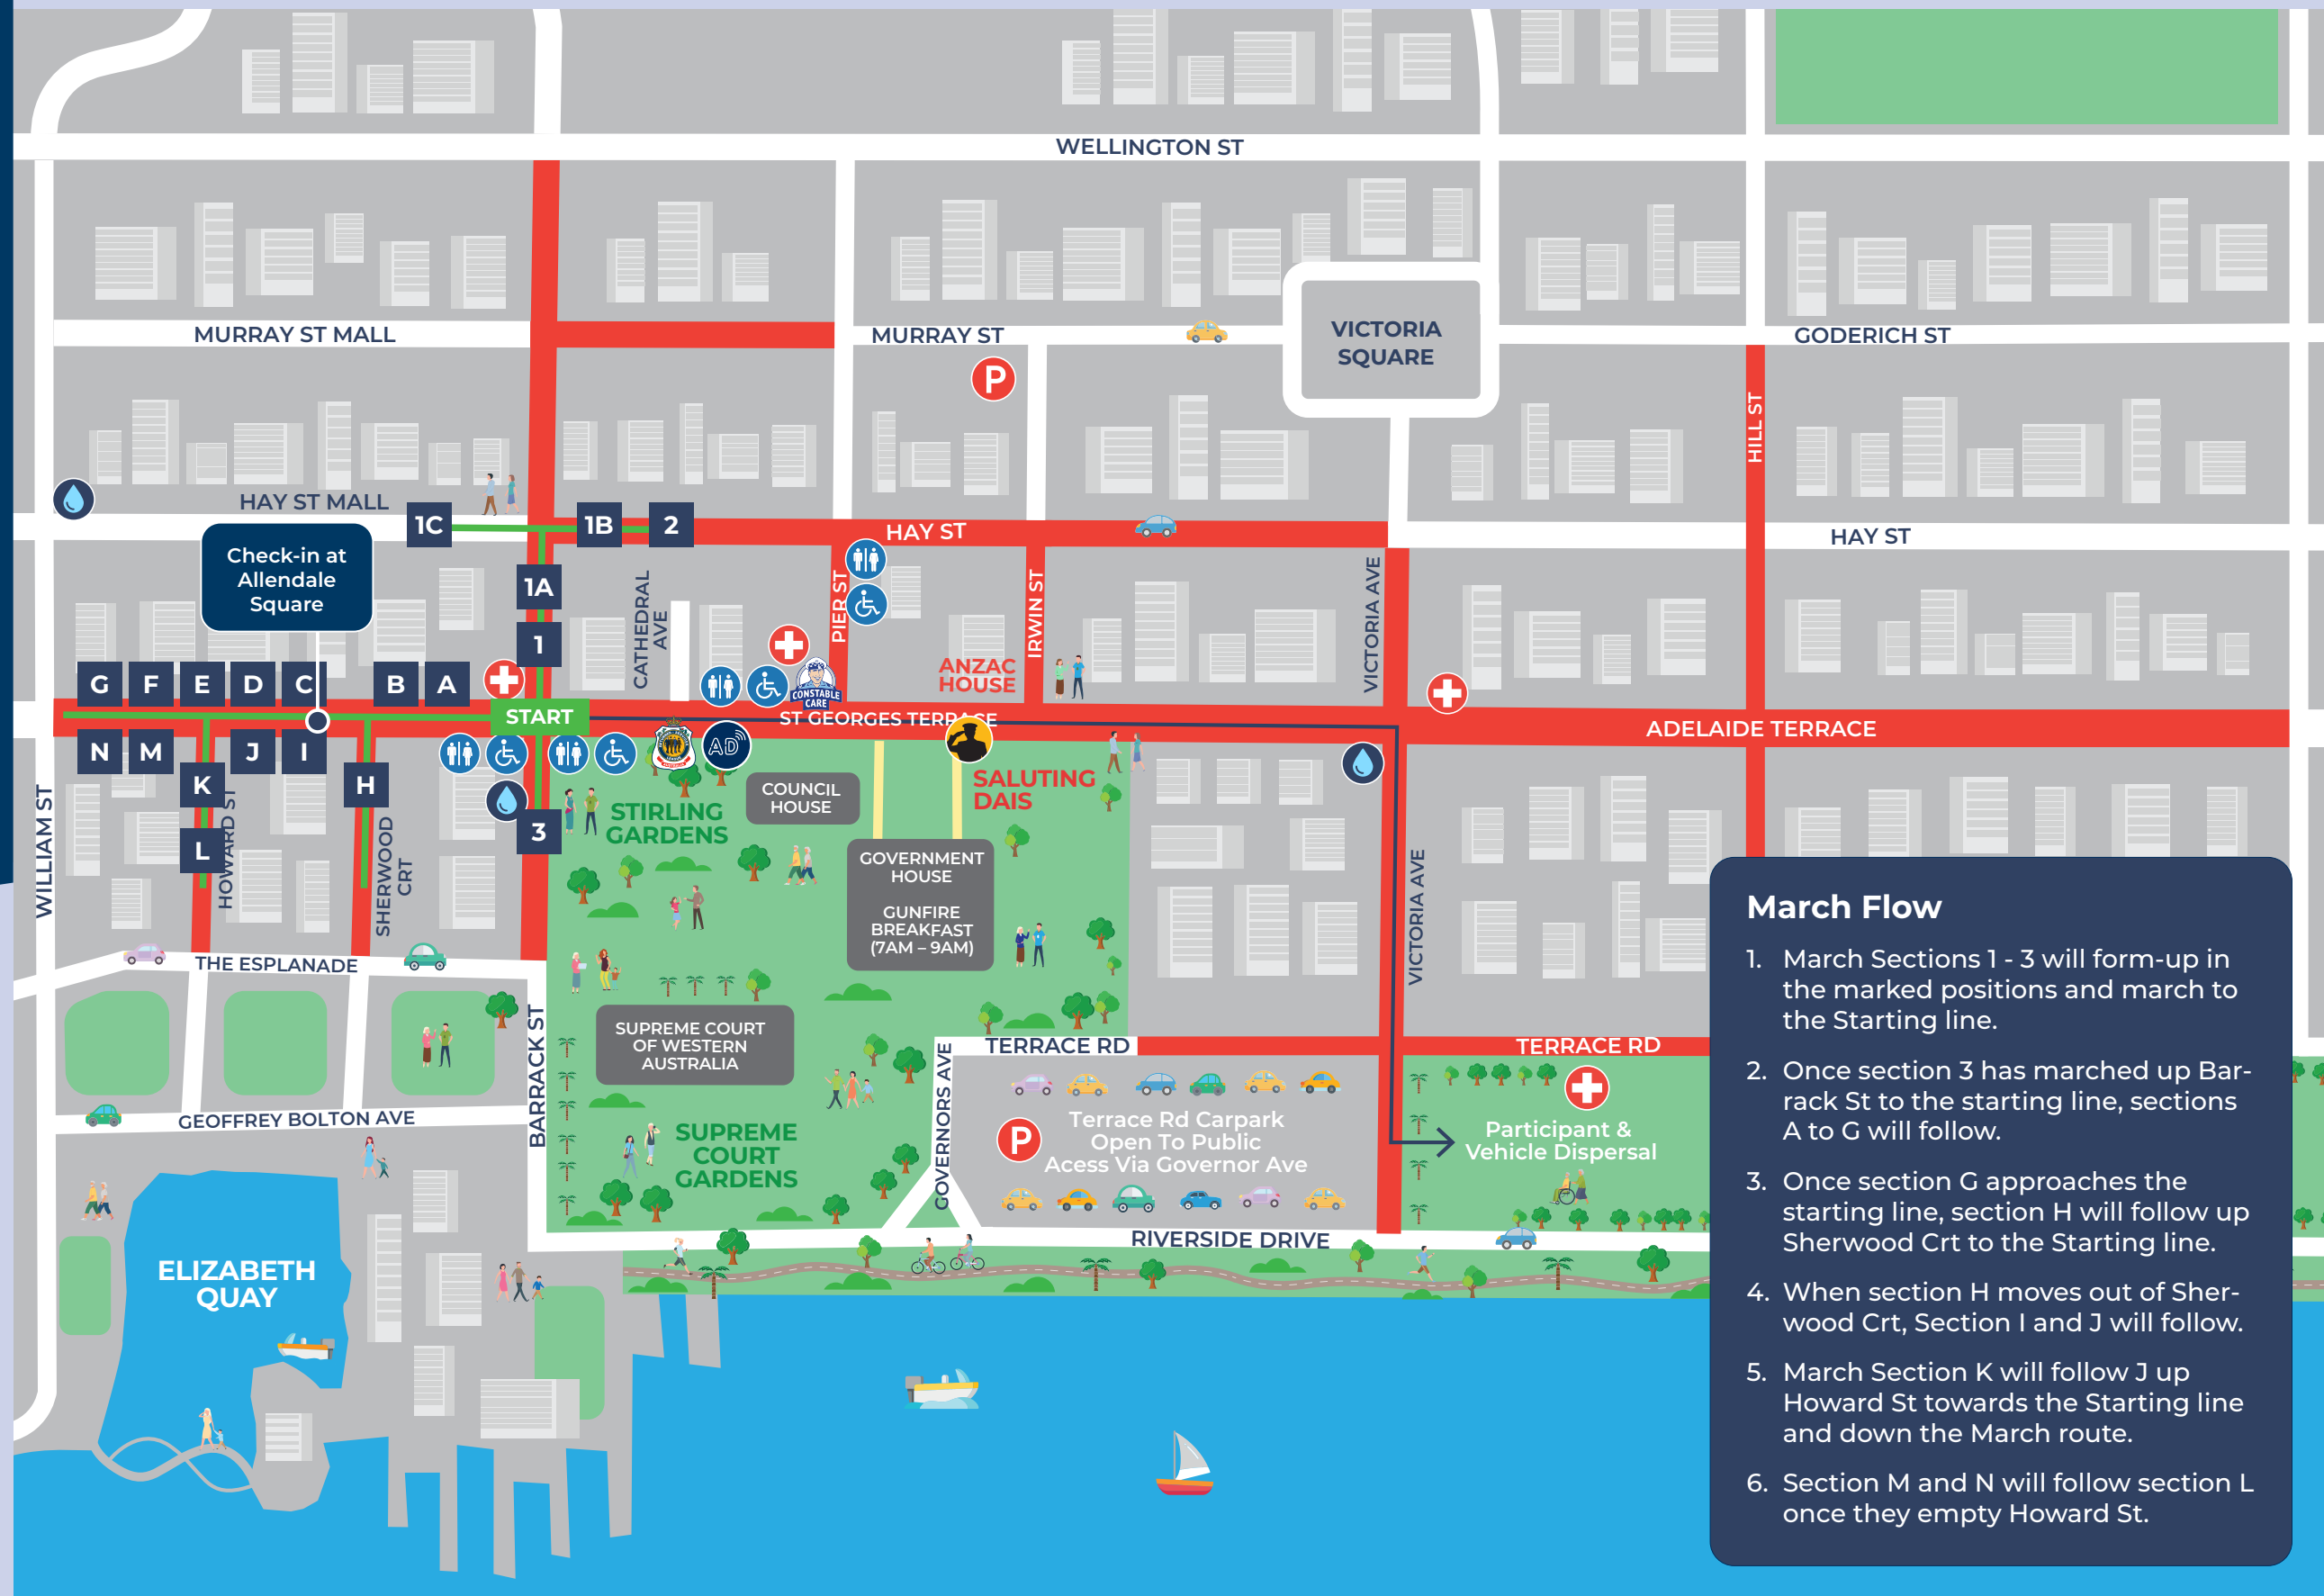 WELLINGTON ST
MURRAY ST MALL
MURRAY ST
VICTORIA
SQUARE
GODERICH ST
P
HILL ST
HAY ST MALL
1C
1B
2
HAY ST
HAY ST
Check-in at
Allendale
Square
1A
1
CATHEDRAL
AVE
PIER ST
IRWIN ST
VICTORIA AVE
CONSTABLE
CARE
ANZAC
HOUSE
G
F
E
D
C
B
A
START
ST GEORGES TERRACE
ADELAIDE TERRACE
N
M
J
I
K
H
L
3
AD
WILLIAM ST
HOWARD ST
SHERWOOD
CRT
STIRLING
GARDENS
COUNCIL
HOUSE
SALUTING
DAIS
GOVERNMENT
HOUSE
GUNFIRE
BREAKFAST
(7AM – 9AM)
VICTORIA AVE
THE ESPLANADE
BARRACK ST
SUPREME COURT
OF WESTERN
AUSTRALIA
GOVERNORS AVE
TERRACE RD
TERRACE RD
GEOFFREY BOLTON AVE
SUPREME
COURT
GARDENS
P
Terrace Rd Carpark
Open To Public
Acess Via Governor Ave
Participant &
Vehicle Dispersal
RIVERSIDE DRIVE
ELIZABETH
QUAY
March Flow
1. March Sections 1 - 3 will form-up in
the marked positions and march to
the Starting line.
2. Once section 3 has marched up Bar-
rack St to the starting line, sections
A to G will follow.
3. Once section G approaches the
starting line, section H will follow up
Sherwood Crt to the Starting line.
4. When section H moves out of Sher-
wood Crt, Section I and J will follow.
5. March Section K will follow J up
Howard St towards the Starting line
and down the March route.
6. Section M and N will follow section L
once they empty Howard St.